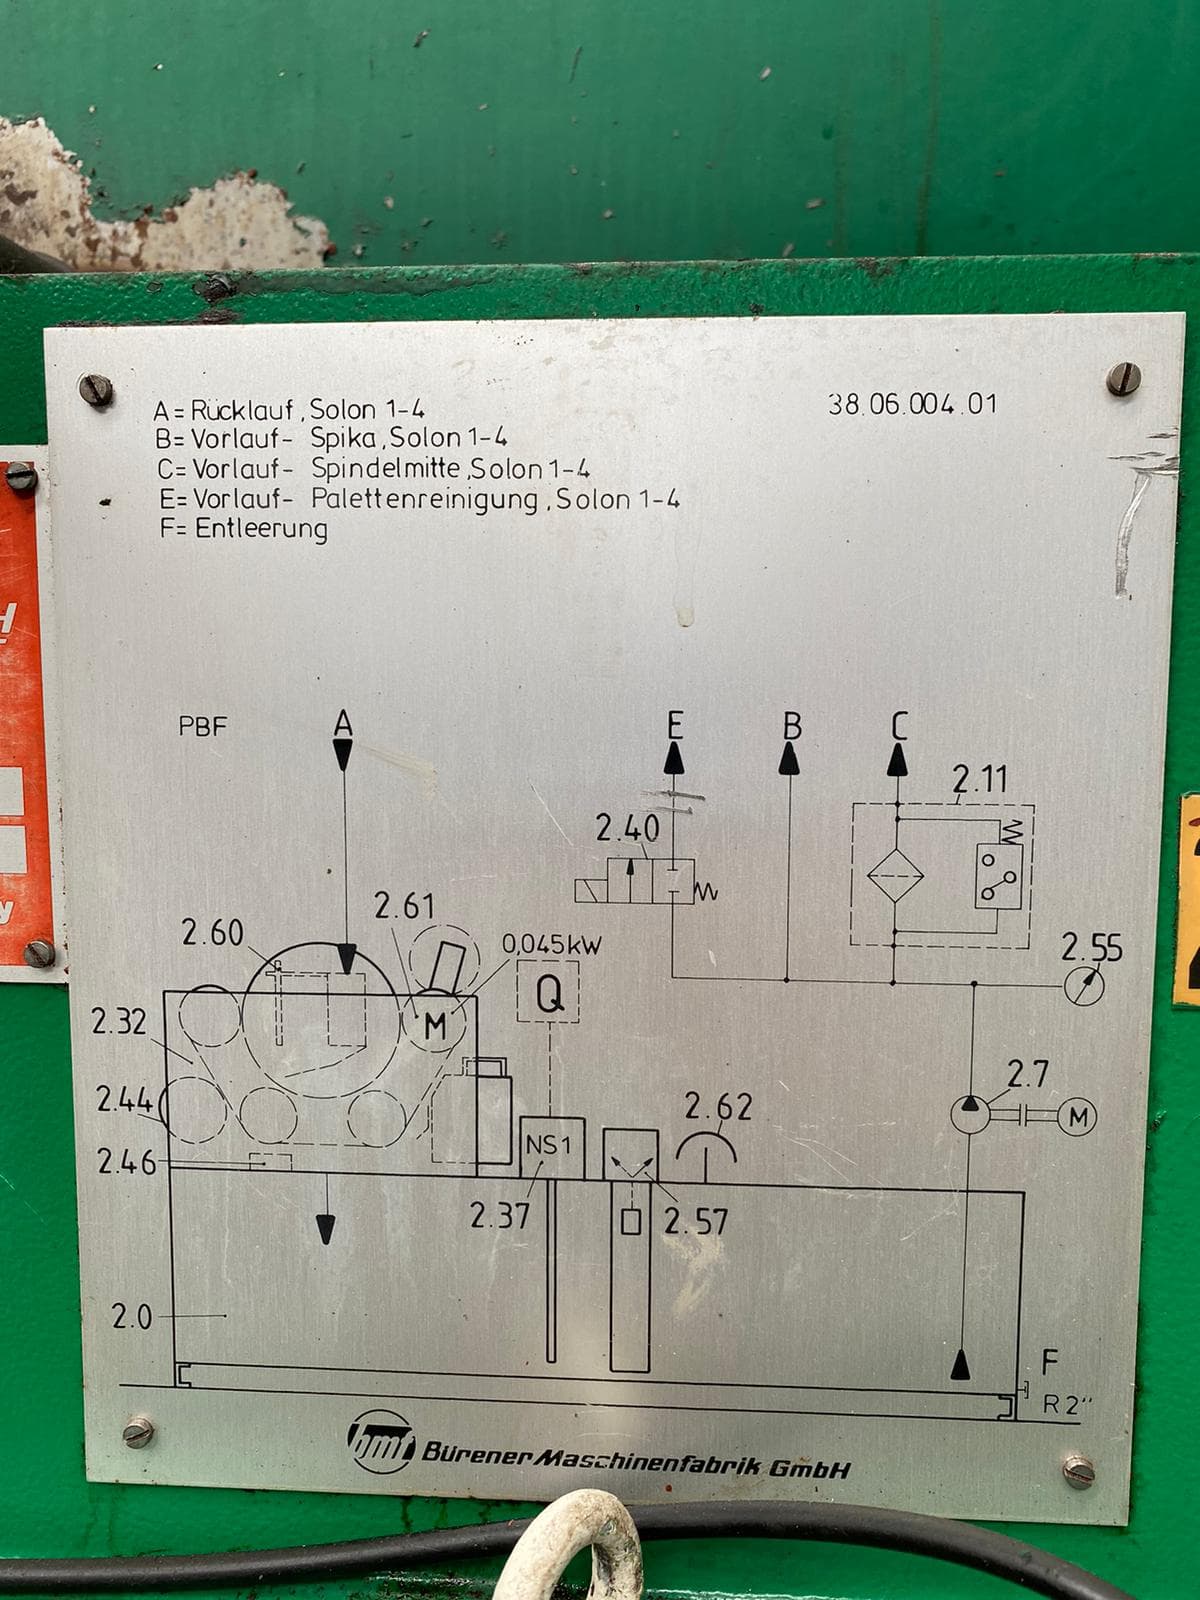 A = Rücklauf, Solon 1-4
38.06.004.01
B= Vorlauf- Spika, Solon 1-4
C= Vorlauf- Spindelmitte, Solon 1-4
E= Vorlauf- Palettenreinigung, Solon 1-4
F= Entleerung
PBF
A
E
B
C
2.11
2.40
2.61
2.60
0,045kW
2.55
Q
2.32
M
2.7
2.44
2.62
M
NS1
2.46
2.37
2.57
2.0
F
R 2"
bmf Bürener Maschinenfabrik GmbH